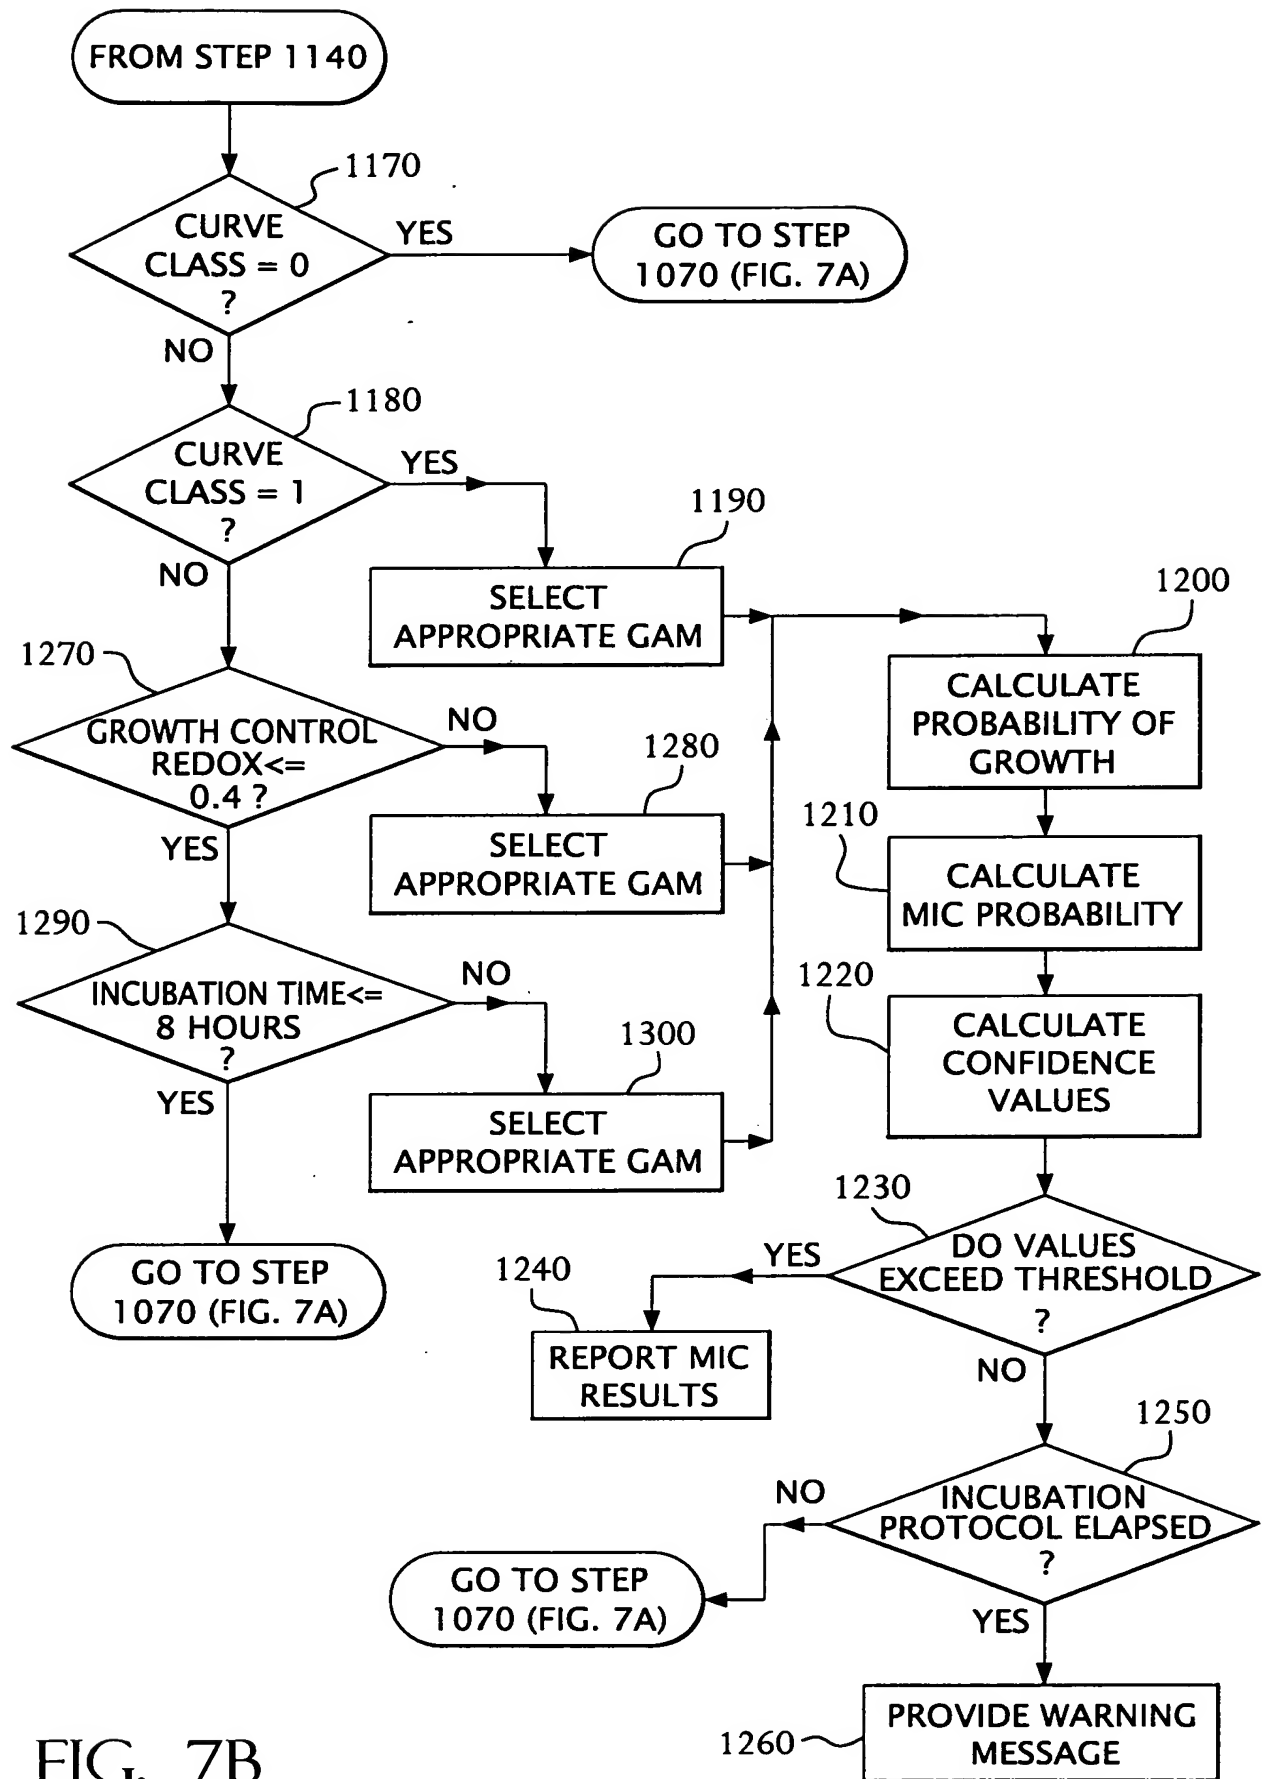 FROM STEP 1140
1170
CURVE
CLASS = 0
?
YES
GO TO STEP
1070 (FIG. 7A)
NO
1180
CURVE
CLASS = 1
?
YES
1190
SELECT
APPROPRIATE GAM
NO
1200
CALCULATE
PROBABILITY OF
GROWTH
1270
GROWTH CONTROL
REDOX<=
0.4 ?
NO
1280
SELECT
APPROPRIATE GAM
YES
1210
CALCULATE
MIC PROBABILITY
1290
INCUBATION TIME<=
8 HOURS
?
NO
1300
SELECT
APPROPRIATE GAM
YES
GO TO STEP
1070 (FIG. 7A)
1220
CALCULATE
CONFIDENCE
VALUES
1230
DO VALUES
EXCEED THRESHOLD
?
YES
1240
REPORT MIC
RESULTS
NO
1250
INCUBATION
PROTOCOL ELAPSED
?
NO
GO TO STEP
1070 (FIG. 7A)
YES
1260
PROVIDE WARNING
MESSAGE
FIG. 7B